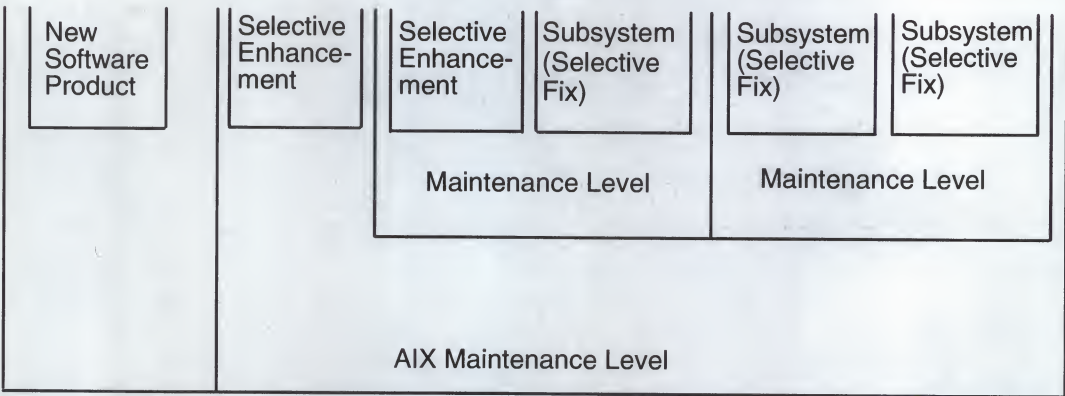 New
Software
Product
Selective
Enhance-
ment
Selective
Enhance-
ment
Subsystem
(Selective
Fix)
Subsystem
(Selective
Fix)
Subsystem
(Selective
Fix)
Maintenance Level
Maintenance Level
AIX Maintenance Level